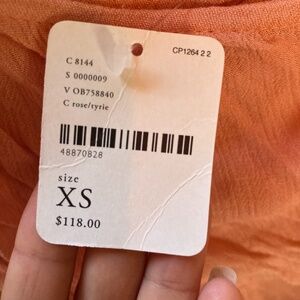 CP1264 2 2
C 8144
S 0000009
V OB758840
C rose/tyrie
48870828
size
XS
$118.00